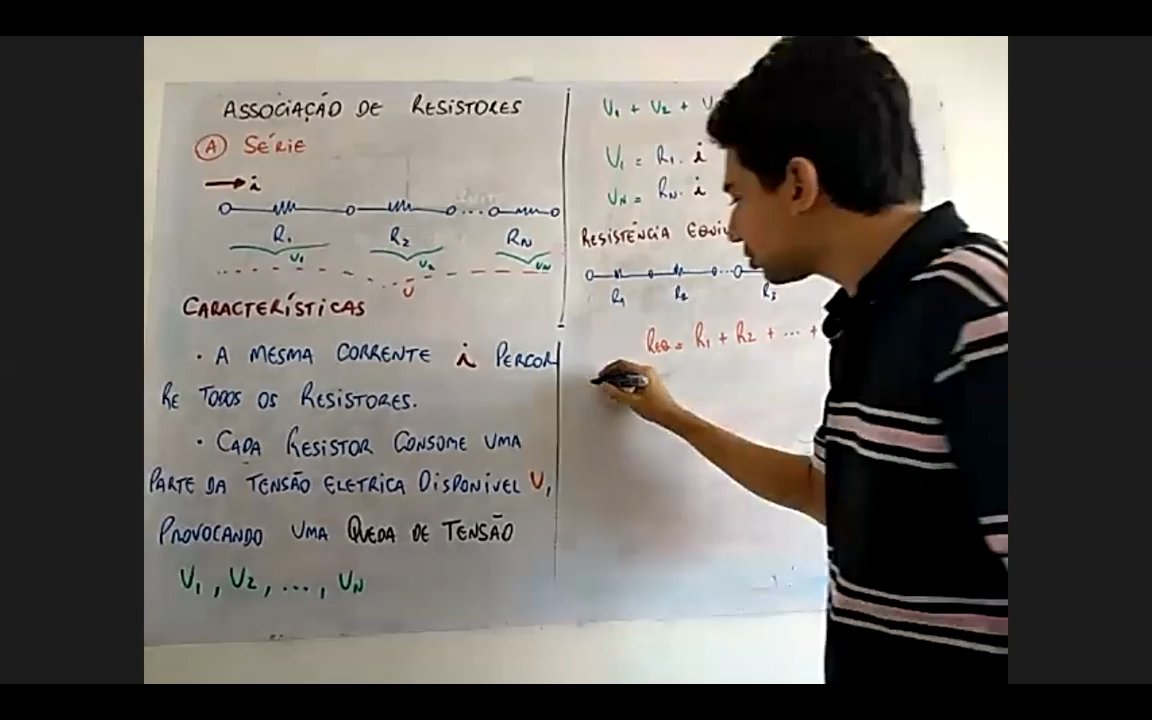 ASSOCIAÇÃO DE RESISTORES
A SÉRIE
i
R1 R2 ... RN
V1 V2 VN
U
CARACTERÍSTICAS
. A MESMA CORRENTE i PERCOR
RE TODOS OS RESISTORES.
. CADA RESISTOR CONSOME UMA
PARTE DA TENSÃO ELETRICA DISPONIVEL U,
PROVOCANDO UMA QUEDA DE TENSÃO
V1, V2, ..., VN
V1 + V2 +
V1 = R1. i
VN = RN. i
RESISTÊNCIA
R1 R2 ... R3
REQ = R1 + R2 + ... +